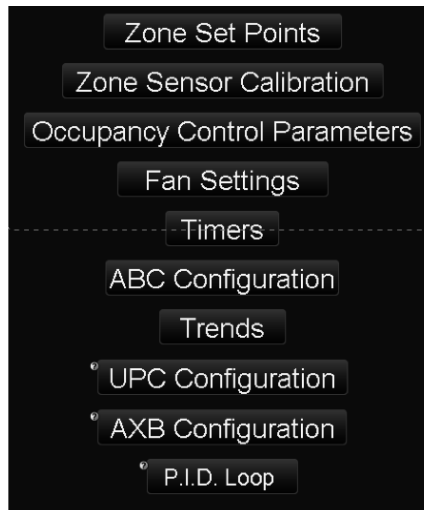 Zone Set Points
Zone Sensor Calibration
Occupancy Control Parameters
Fan Settings
Timers
ABC Configuration
Trends
? UPC Configuration
? AXB Configuration
? P.I.D. Loop